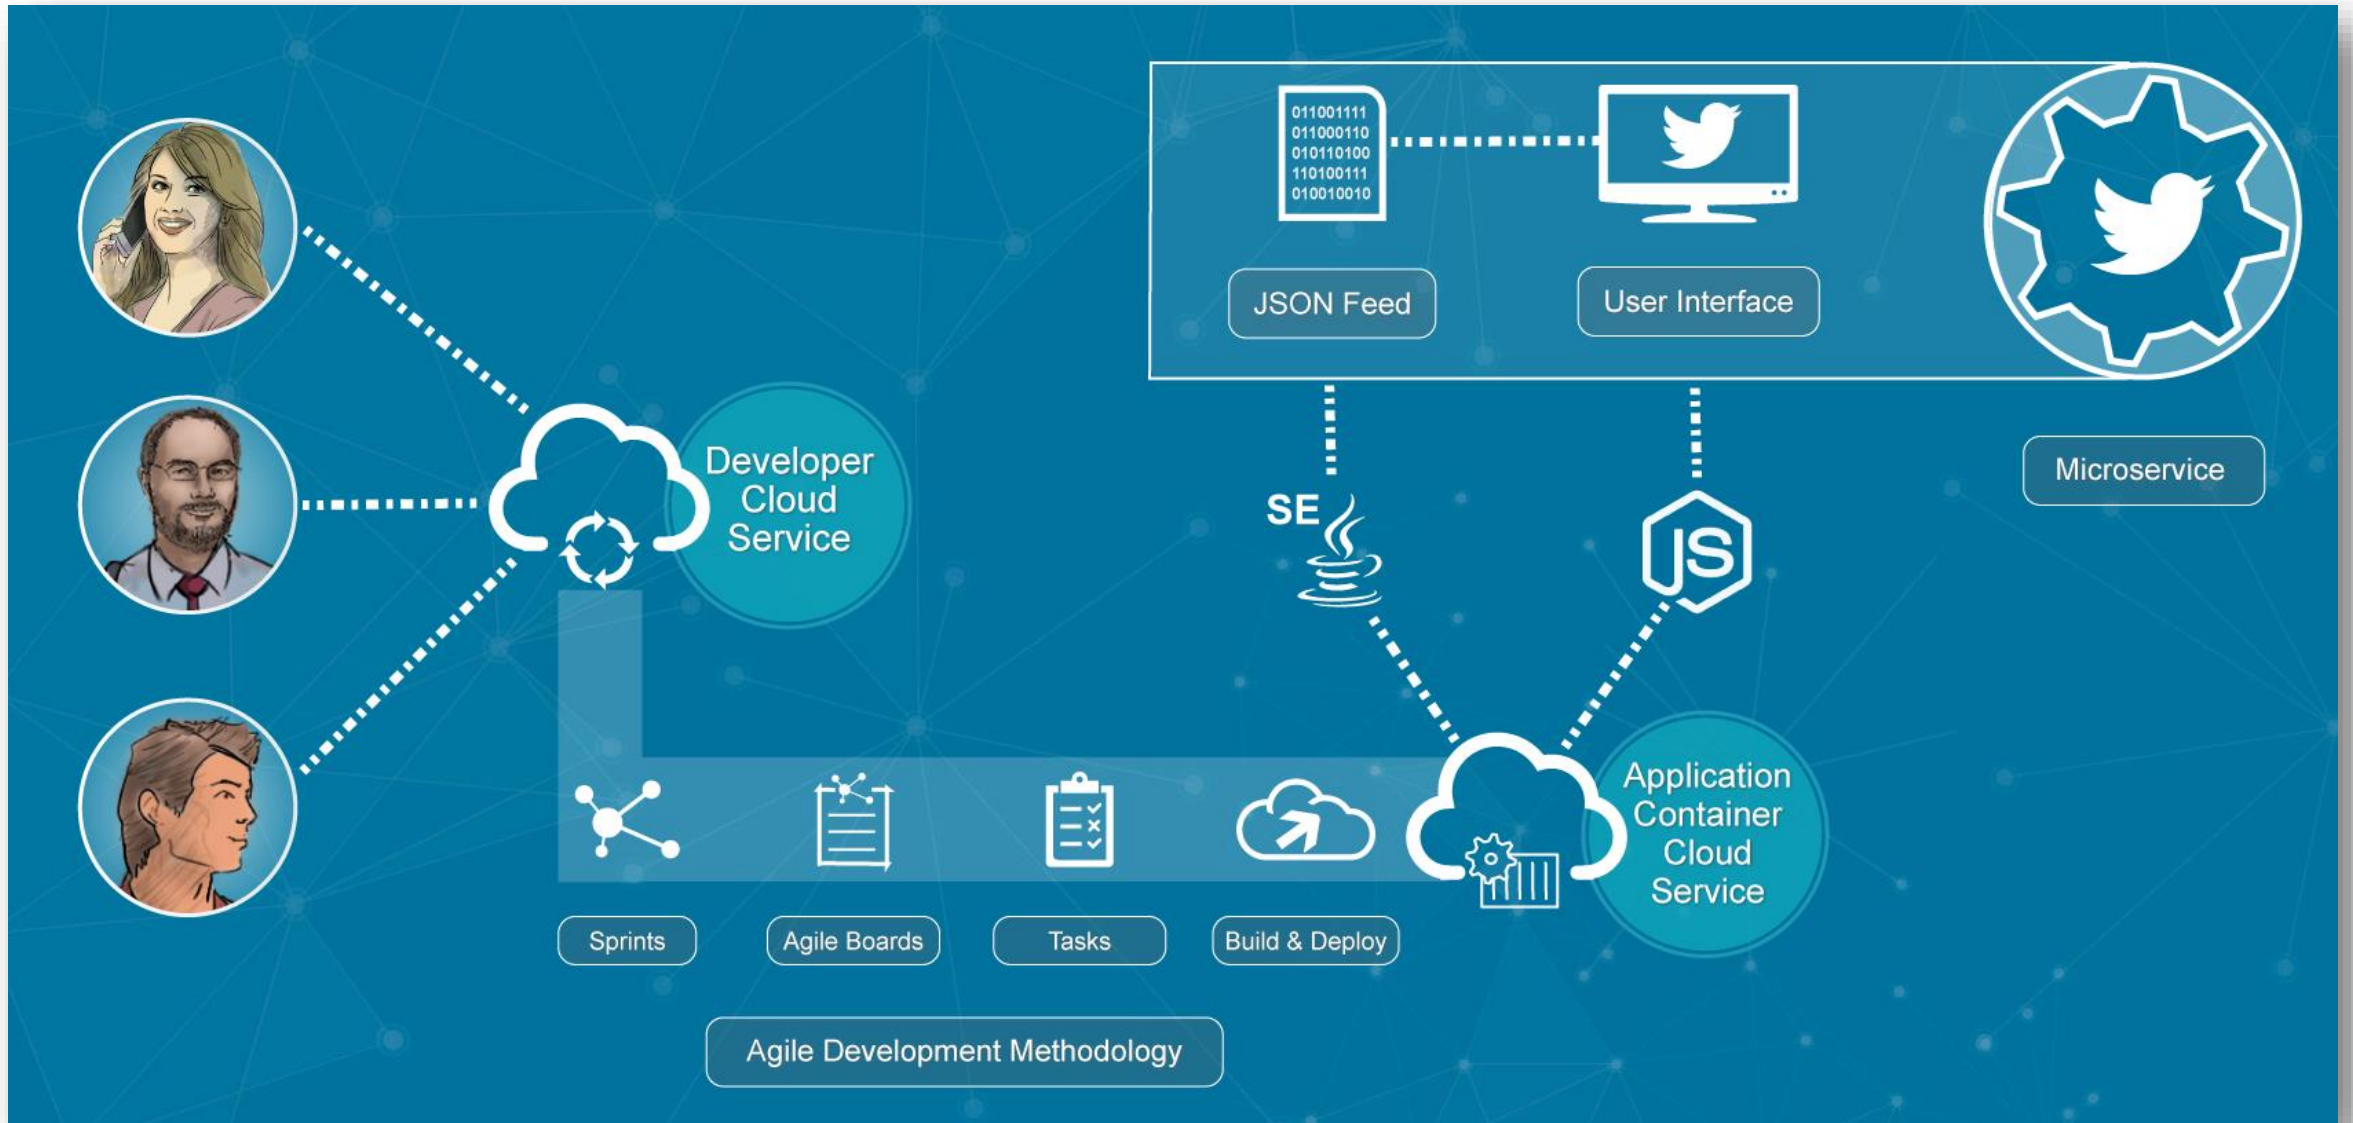 011001111
011000110
010110100
110100111
010010010
JSON Feed
User Interface
Microservice
Developer
Cloud
Service
SE
JS
Application
Container
Cloud
Service
Sprints
Agile Boards
Tasks
Build & Deploy
Agile Development Methodology